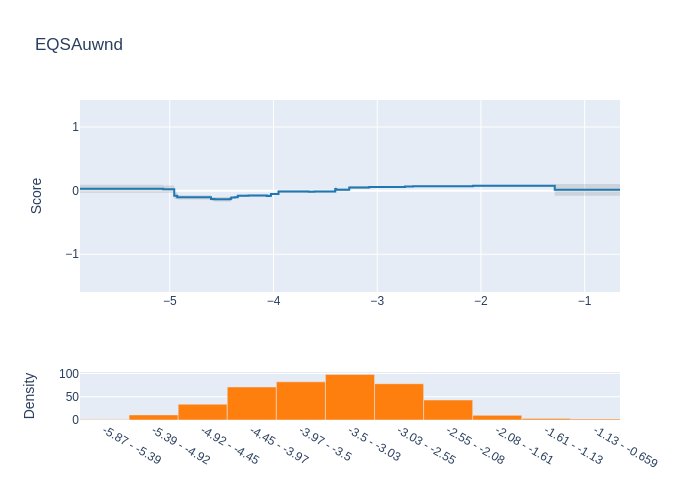 EQSAuwnd
Score
1
0
−1
−5
−4
−3
−2
−1
Density
100
50
0
-5.87 - -5.39
-5.39 - -4.92
-4.92 - -4.45
-4.45 - -3.97
-3.97 - -3.5
-3.5 - -3.03
-3.03 - -2.55
-2.55 - -2.08
-2.08 - -1.61
-1.61 - -1.13
-1.13 - -0.659